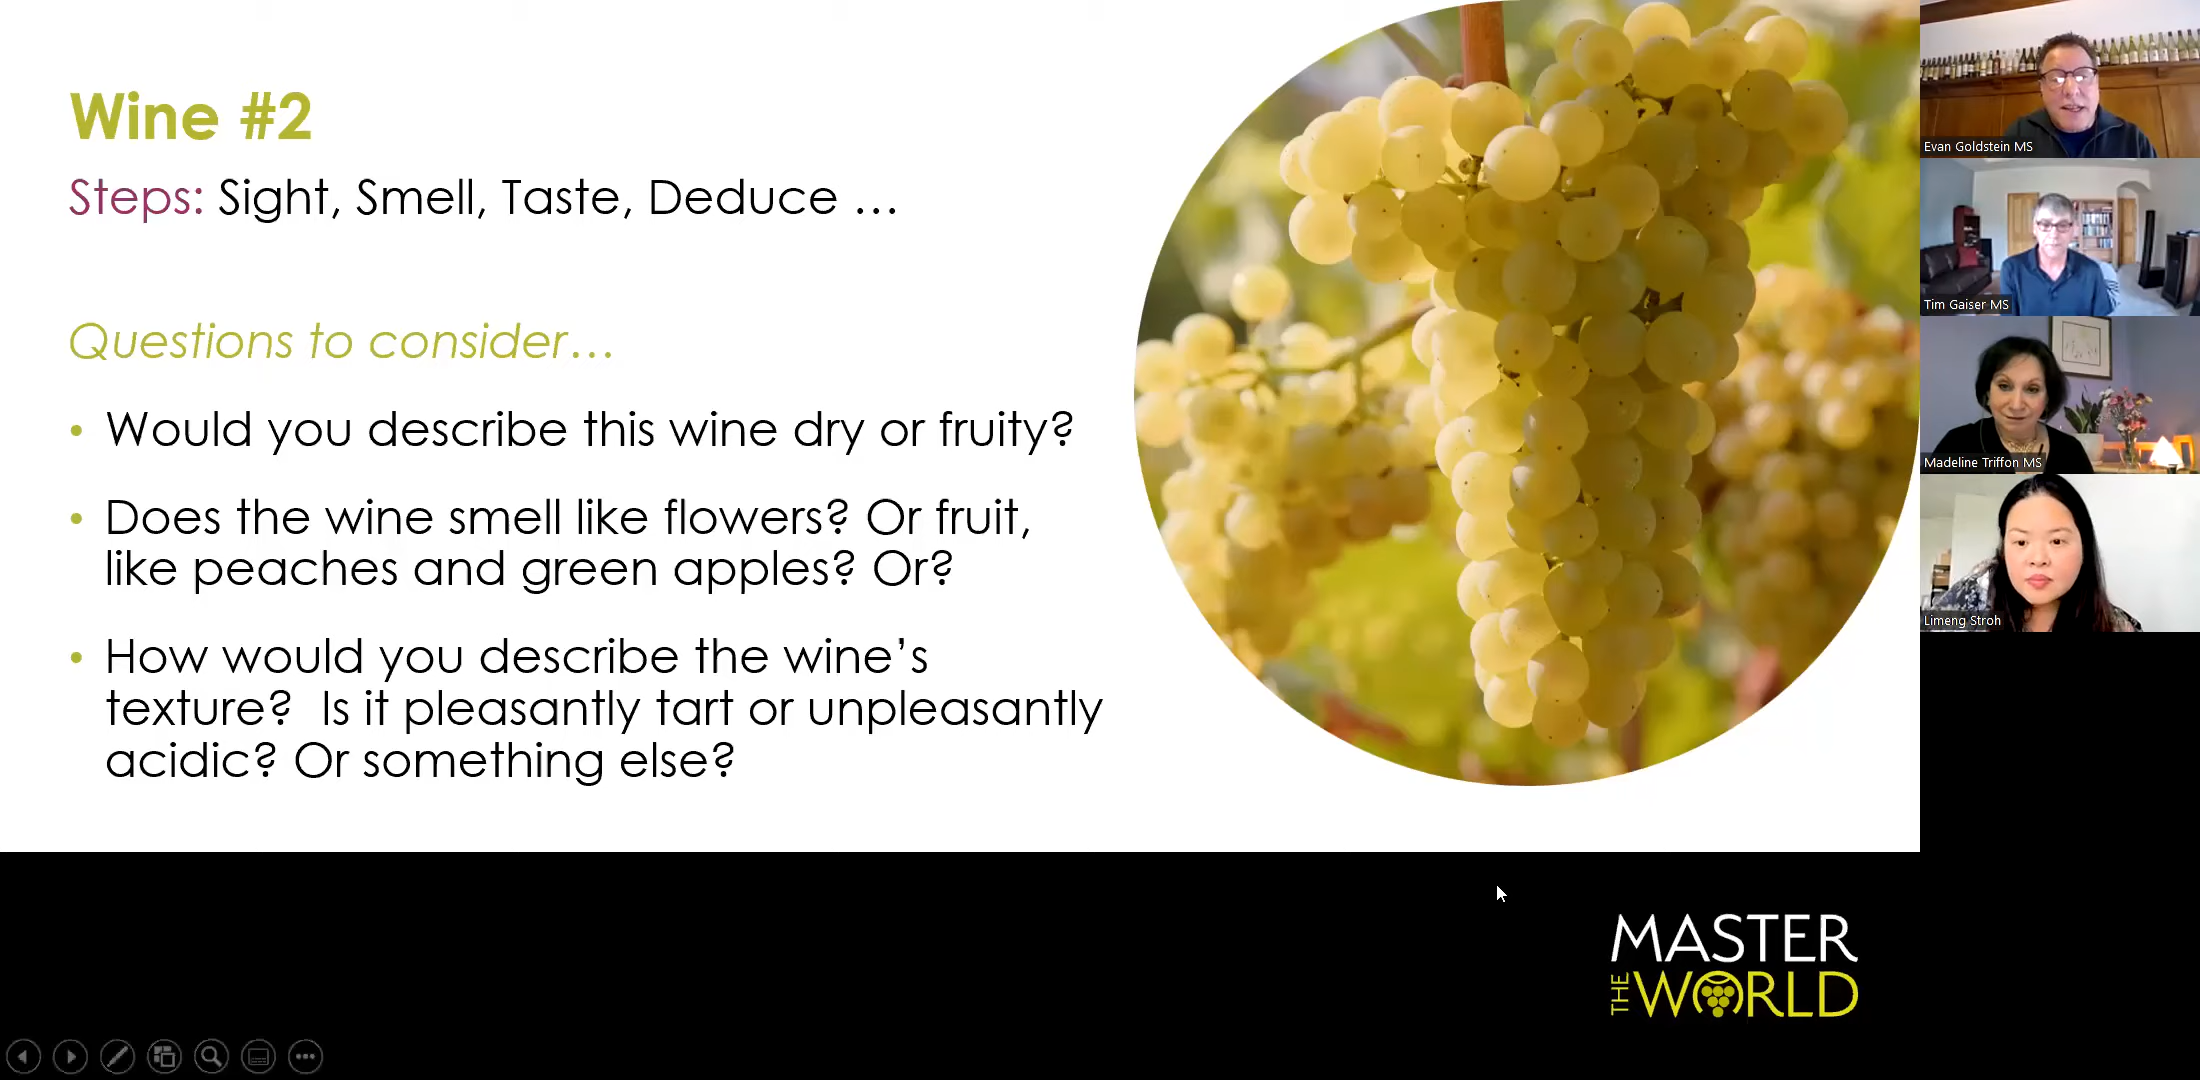 Wine #2
Steps: Sight, Smell, Taste, Deduce …
Questions to consider…
• Would you describe this wine dry or fruity?
• Does the wine smell like flowers? Or fruit,
like peaches and green apples? Or?
• How would you describe the wine’s
texture?  Is it pleasantly tart or unpleasantly
acidic? Or something else?
Evan Goldstein MS
Tim Gaiser MS
Madeline Triffon MS
Limeng Stroh
MASTER
THE WORLD